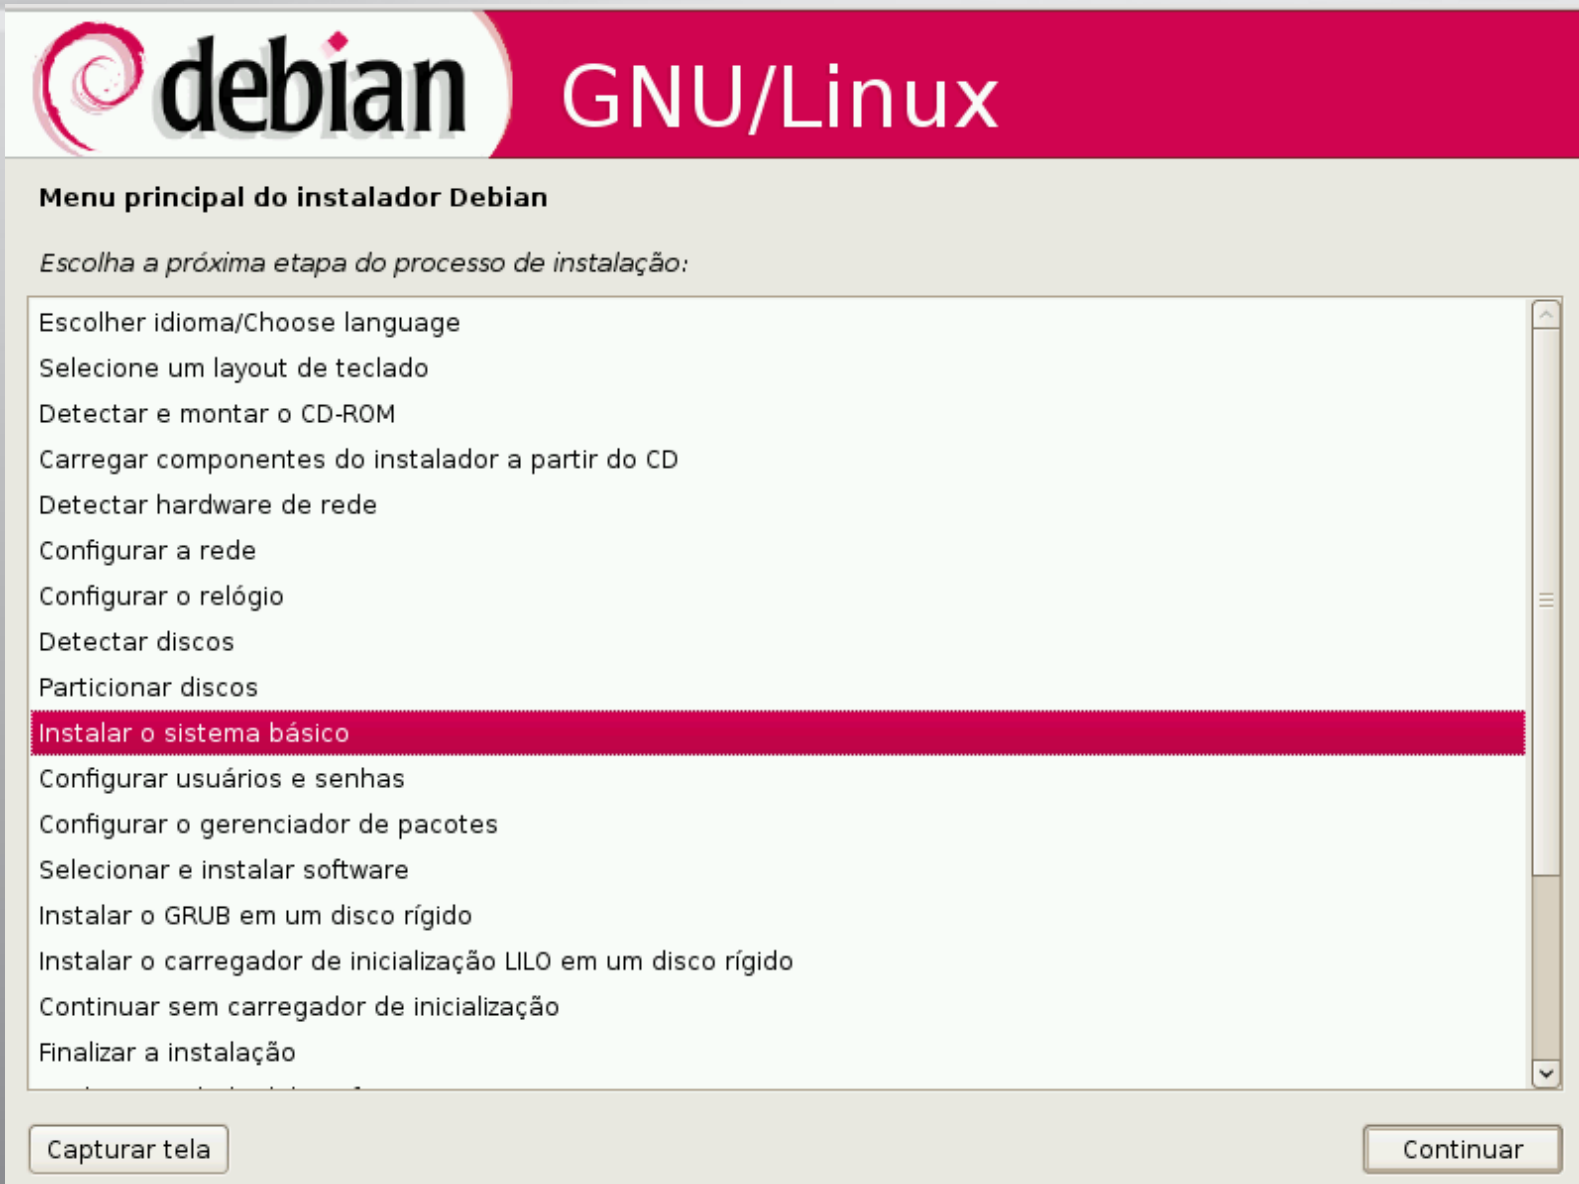 debian GNU/Linux
Menu principal do instalador Debian
Escolha a próxima etapa do processo de instalação:
Escolher idioma/Choose language
Selecione um layout de teclado
Detectar e montar o CD-ROM
Carregar componentes do instalador a partir do CD
Detectar hardware de rede
Configurar a rede
Configurar o relógio
Detectar discos
Particionar discos
Instalar o sistema básico
Configurar usuários e senhas
Configurar o gerenciador de pacotes
Selecionar e instalar software
Instalar o GRUB em um disco rígido
Instalar o carregador de inicialização LILO em um disco rígido
Continuar sem carregador de inicialização
Finalizar a instalação
Capturar tela
Continuar